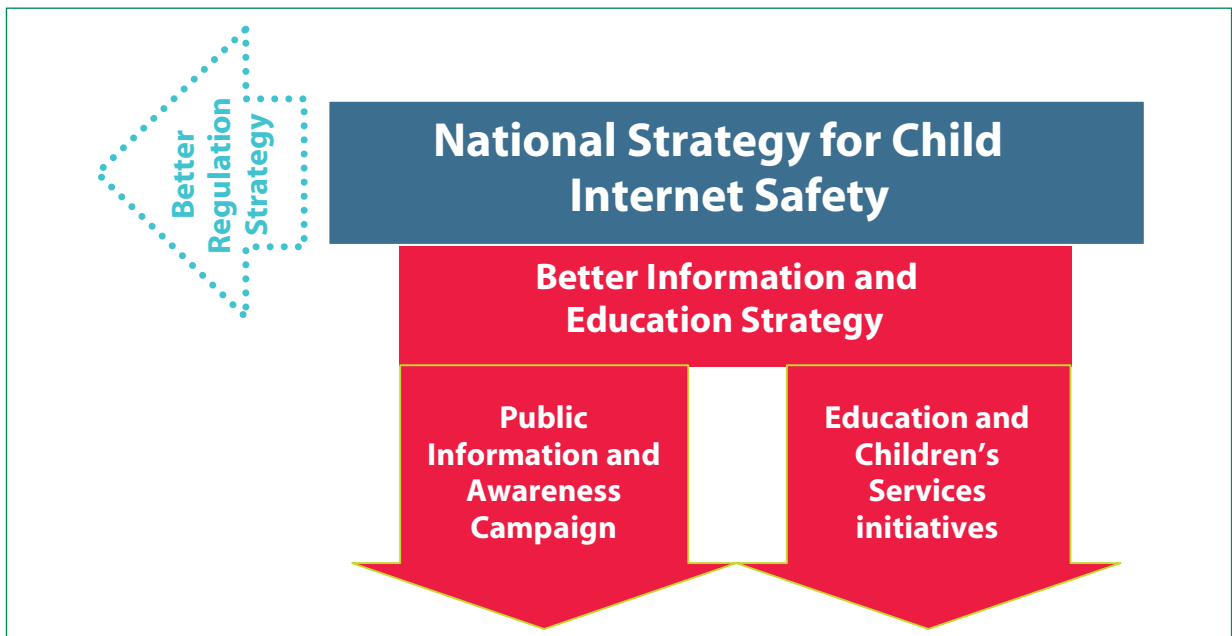 Better
Regulation
Strategy
National Strategy for Child
Internet Safety
Better Information and
Education Strategy
Public
Information and
Awareness
Campaign
Education and
Children’s
Services
initiatives